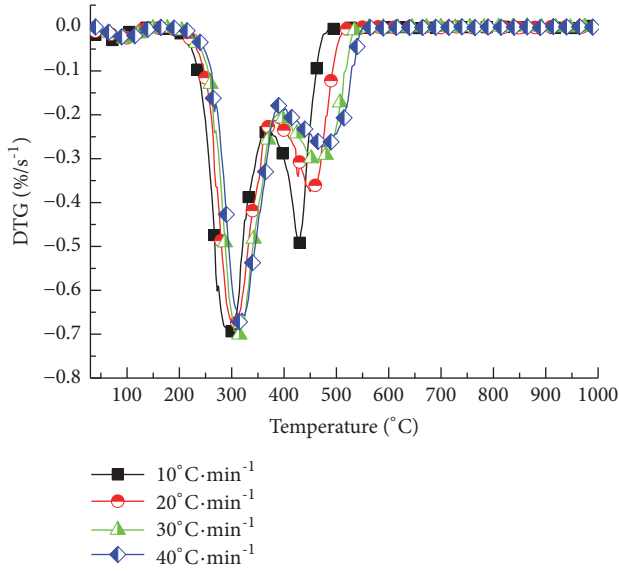 DTG (%/s⁻¹)
0.0
−0.1
−0.2
−0.3
−0.4
−0.5
−0.6
−0.7
−0.8
100 200 300 400 500 600 700 800 900 1000
Temperature (°C)
10°C·min⁻¹
20°C·min⁻¹
30°C·min⁻¹
40°C·min⁻¹